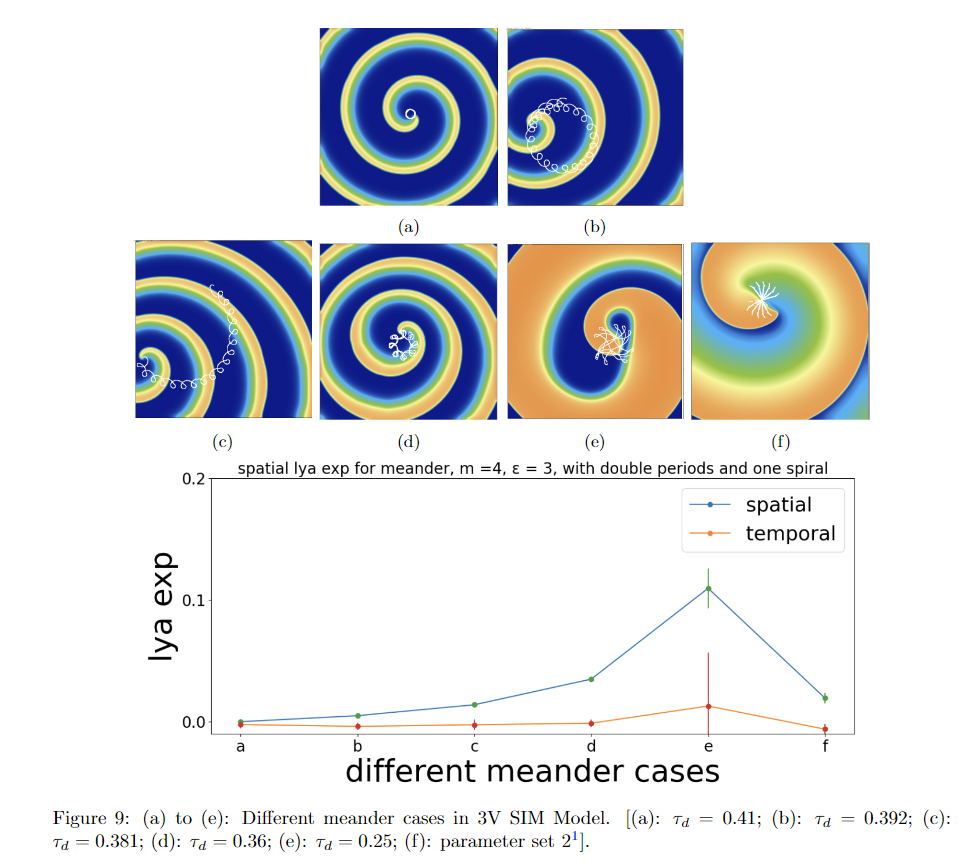 (a) (b)
(c) (d) (e) (f)
spatial lya exp for meander, m =4, ε = 3, with double periods and one spiral
0.2
spatial
temporal
0.1
lya exp
0.0
a b c d e f
different meander cases
Figure 9: (a) to (e): Different meander cases in 3V SIM Model. [(a): τd = 0.41; (b): τd = 0.392; (c):
τd = 0.381; (d): τd = 0.36; (e): τd = 0.25; (f): parameter set 2¹].